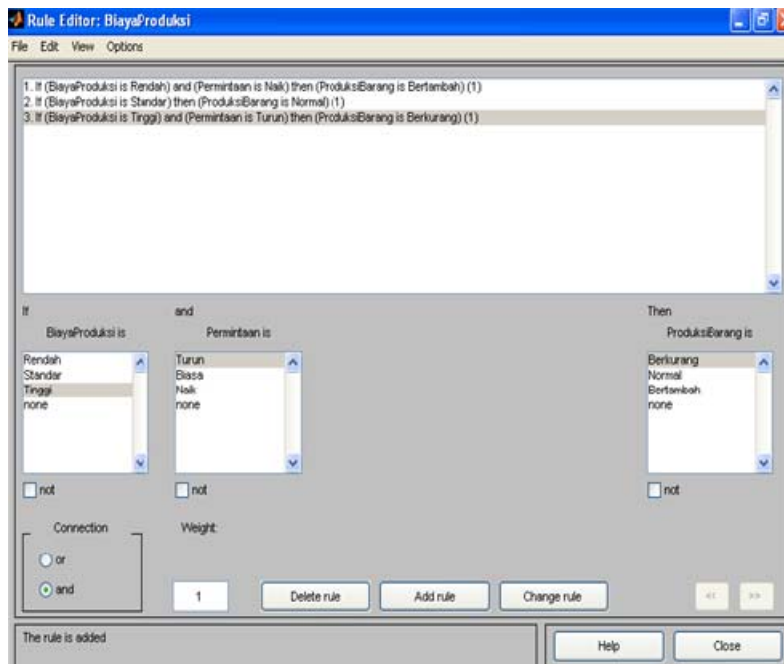 Rule Editor: BiayaProduksi
File Edit View Options
1. If (BiayaProduksi is Rendah) and (Permintaan is Naik) then (ProduksiBarang is Bertambah) (1)
2. If (BiayaProduksi is Standar) then (ProduksiBarang is Normal) (1)
3. If (BiayaProduksi is Tinggi) and (Permintaan is Turun) then (ProduksiBarang is Berkurang) (1)
If and Then
BiayaProduksi is Permintaan is ProduksiBarang is
Rendah Turun Berkurang
Standar Biasa Normal
Tinggi Naik Bertambah
none none none
not not not
Connection Weight:
or
and 1 Delete rule Add rule Change rule << >>
The rule is added Help Close